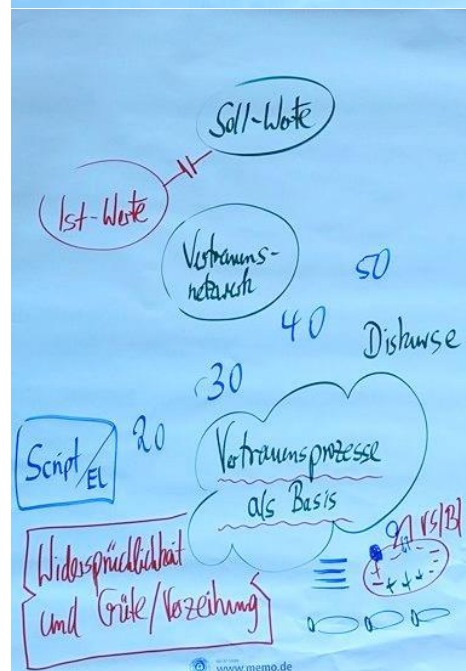 Soll-Werte
Ist-Werte
Vertrauens-
netzwerk
50
40
Diskurse
30
20
Script/EL
Vertrauensprozesse
als Basis
Widersprüchlichkeit
und Güte/Verzeihung
VS/B
www.memo.de